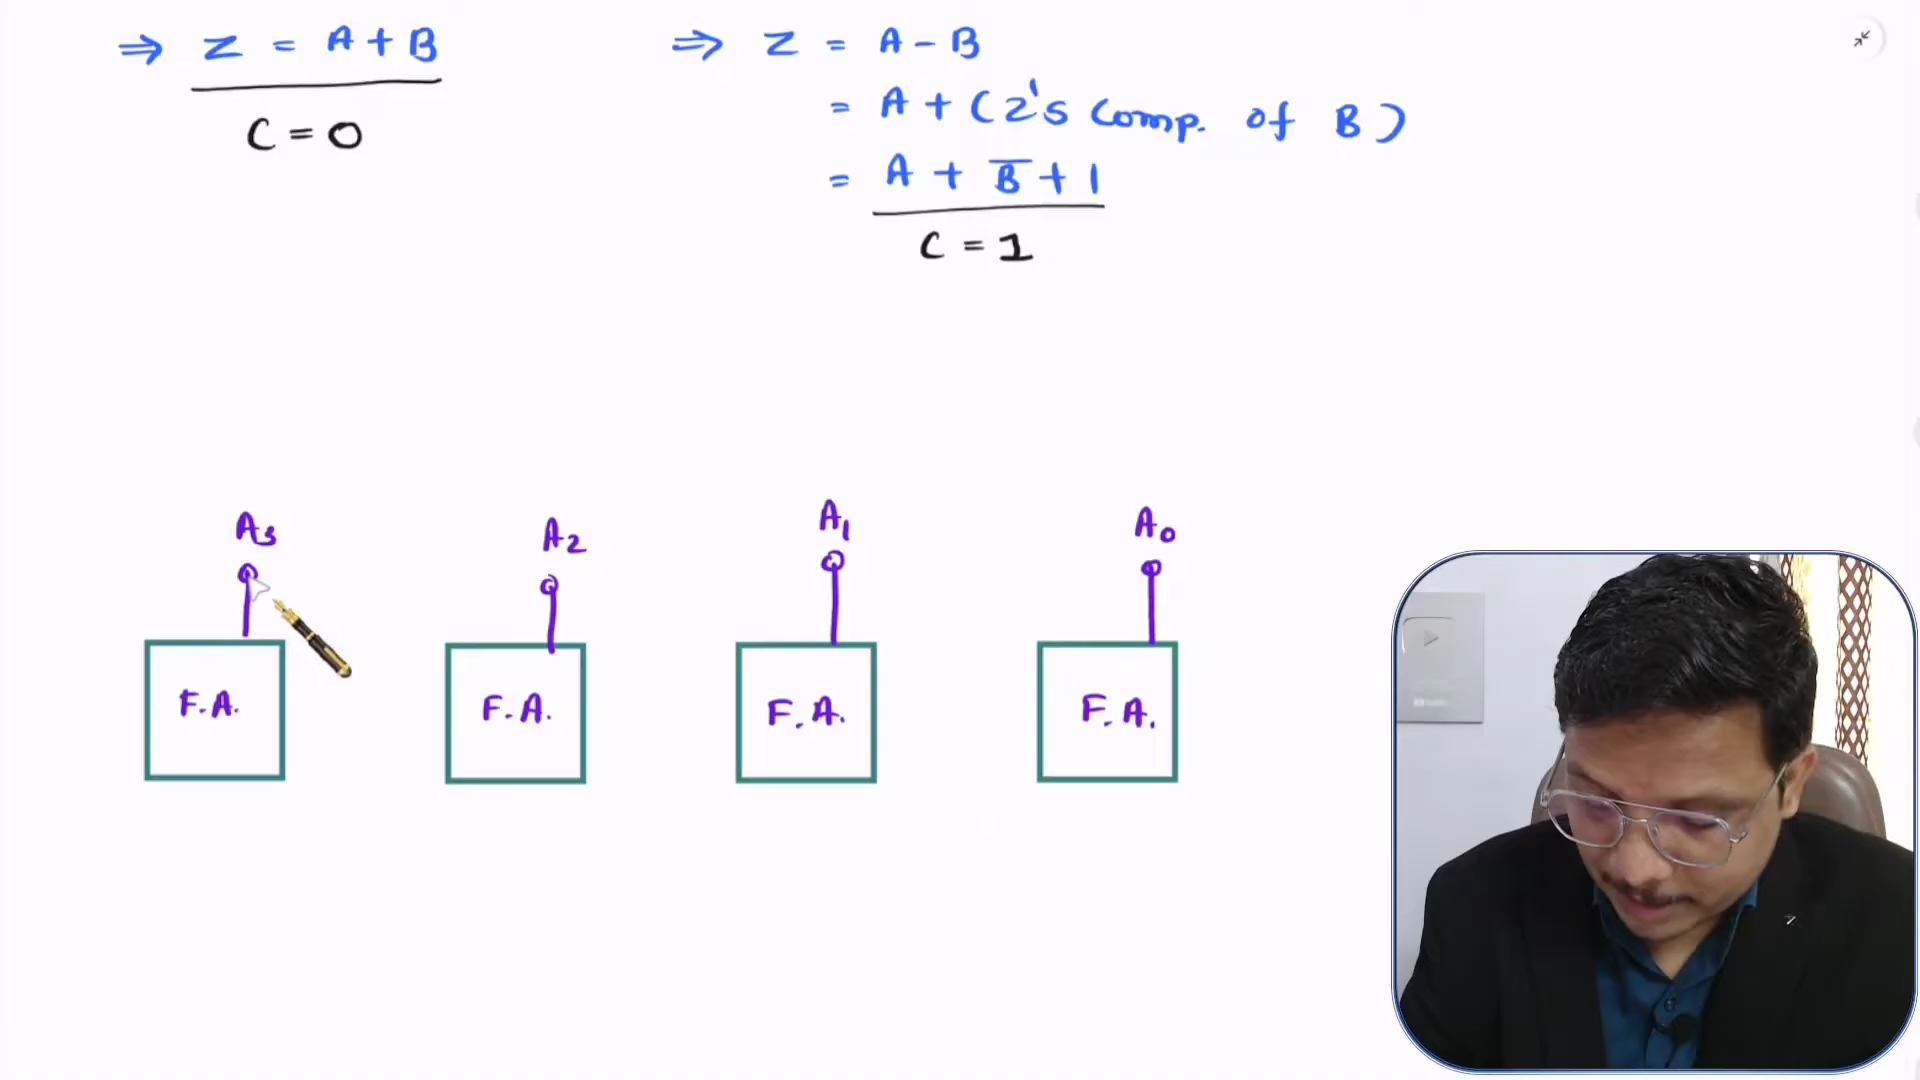 ⇒ Z = A + B
C = 0
⇒ Z = A - B
= A + (2's Comp. of B)
= A + B̅ + 1
C = 1
A3 A2 A1 A0
F.A. F.A. F.A. F.A.